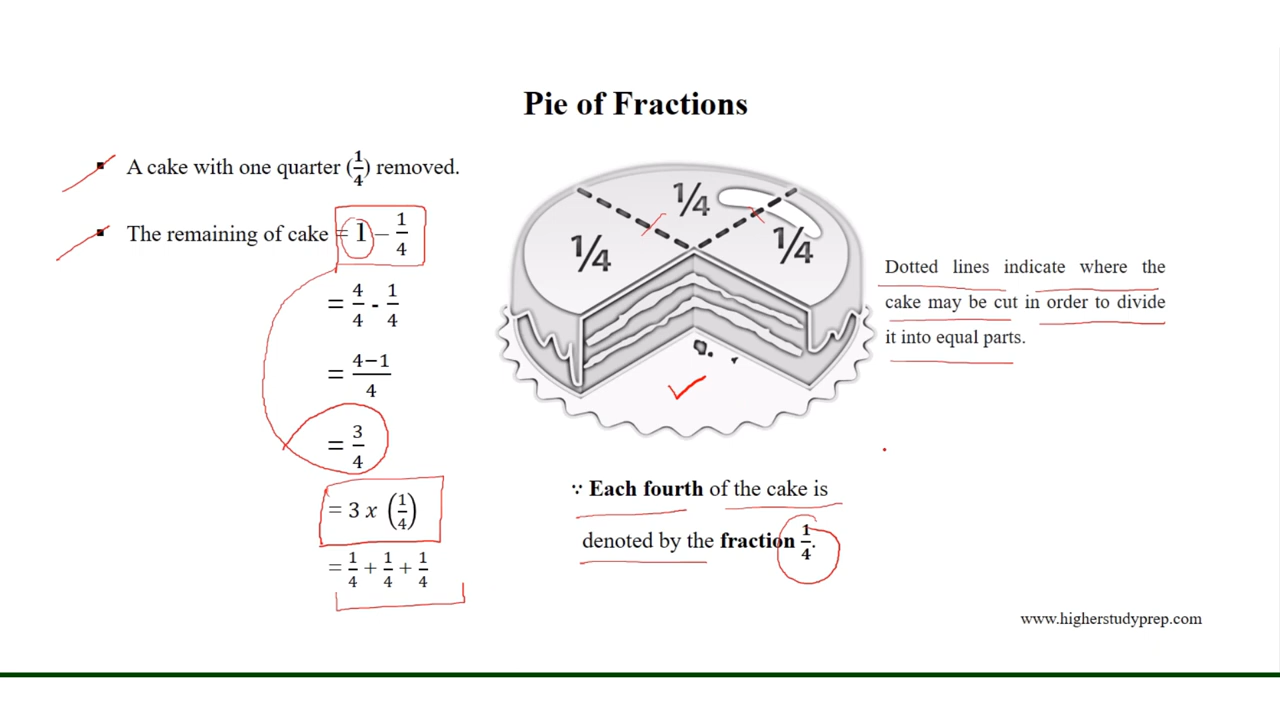 Pie of Fractions
▪ A cake with one quarter (1/4) removed.
▪ The remaining of cake = 1 − 1/4
= 4/4 - 1/4
= 4−1/4
= 3/4
= 3 x (1/4)
= 1/4 + 1/4 + 1/4
1/4
1/4
1/4
Dotted lines indicate where the
cake may be cut in order to divide
it into equal parts.
∵ Each fourth of the cake is
denoted by the fraction 1/4.
www.higherstudyprep.com